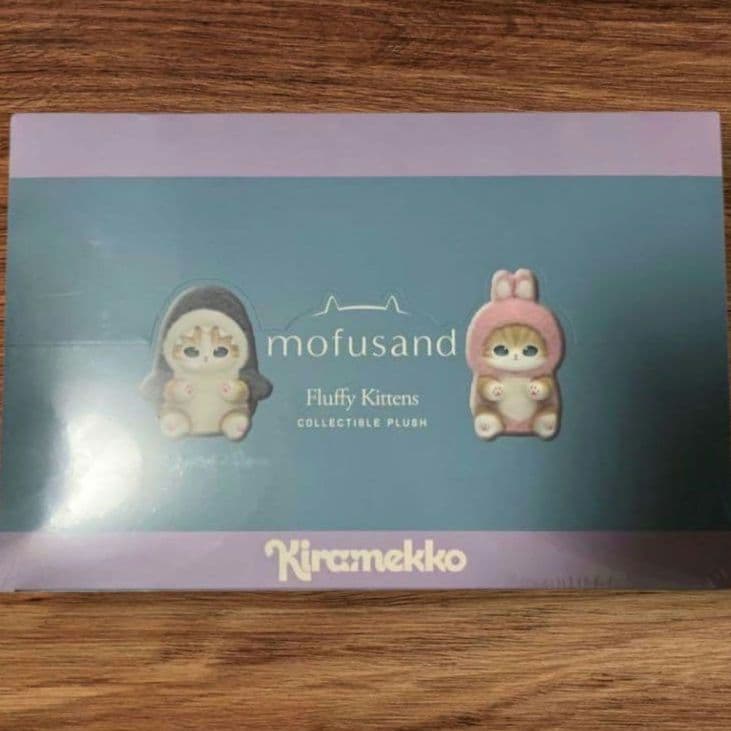 mofusand
Fluffy Kittens
COLLECTIBLE PLUSH
Kiramekko